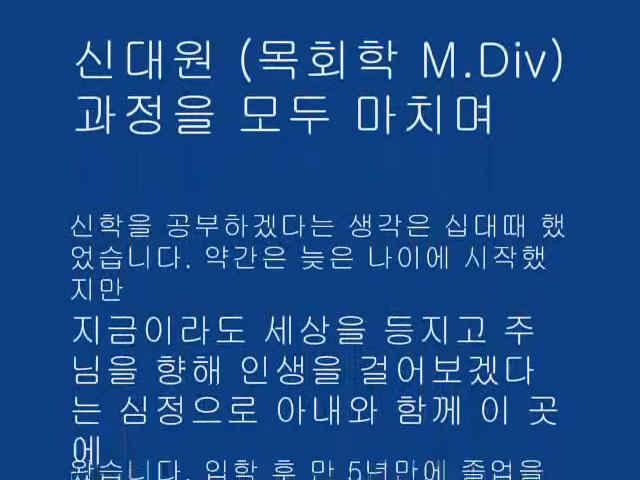 신대원 (목회학 M.Div)
과정을 모두 마치며
신학을 공부하겠다는 생각은 십대때 했
었습니다. 약간은 늦은 나이에 시작했
지만
지금이라도 세상을 등지고 주
님을 향해 인생을 걸어보겠다
는 심정으로 아내와 함께 이 곳
에
왔습니다. 입학 후 만 5년만에 졸업을